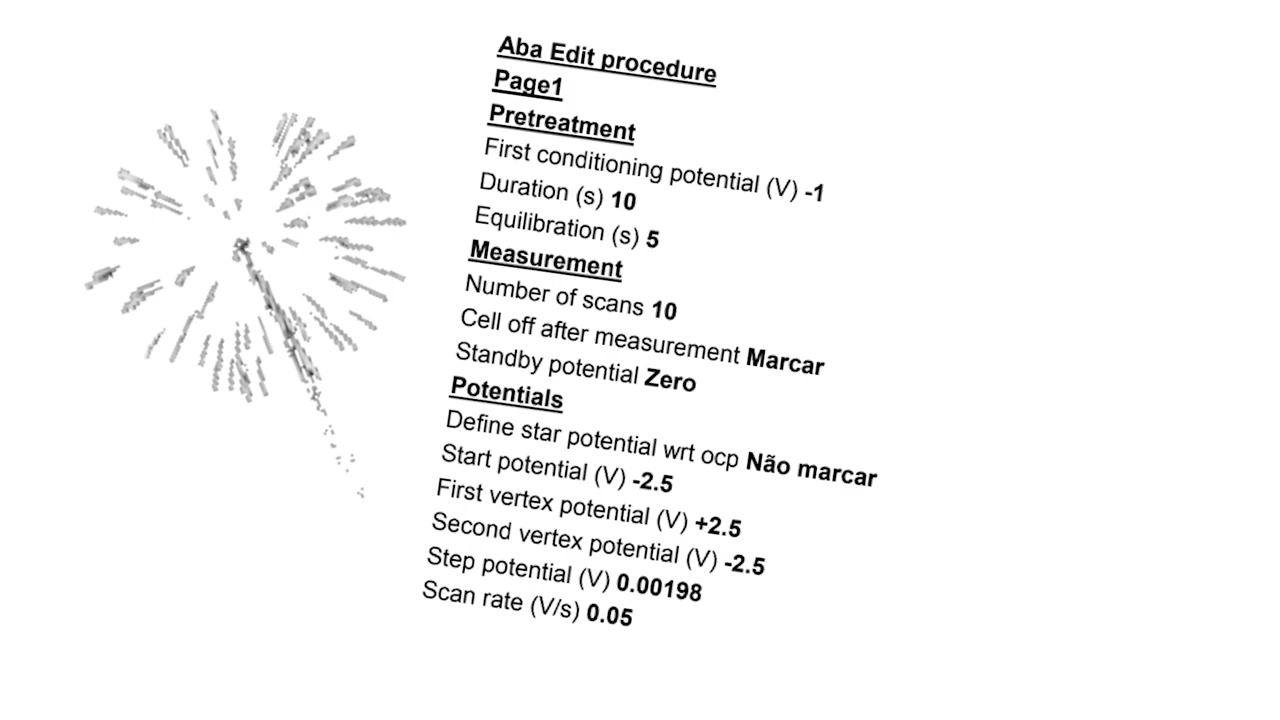 Aba Edit procedure
Page1
Pretreatment
First conditioning potential (V) -1
Duration (s) 10
Equilibration (s) 5
Measurement
Number of scans 10
Cell off after measurement Marcar
Standby potential Zero
Potentials
Define star potential wrt ocp Não marcar
Start potential (V) -2.5
First vertex potential (V) +2.5
Second vertex potential (V) -2.5
Step potential (V) 0.00198
Scan rate (V/s) 0.05